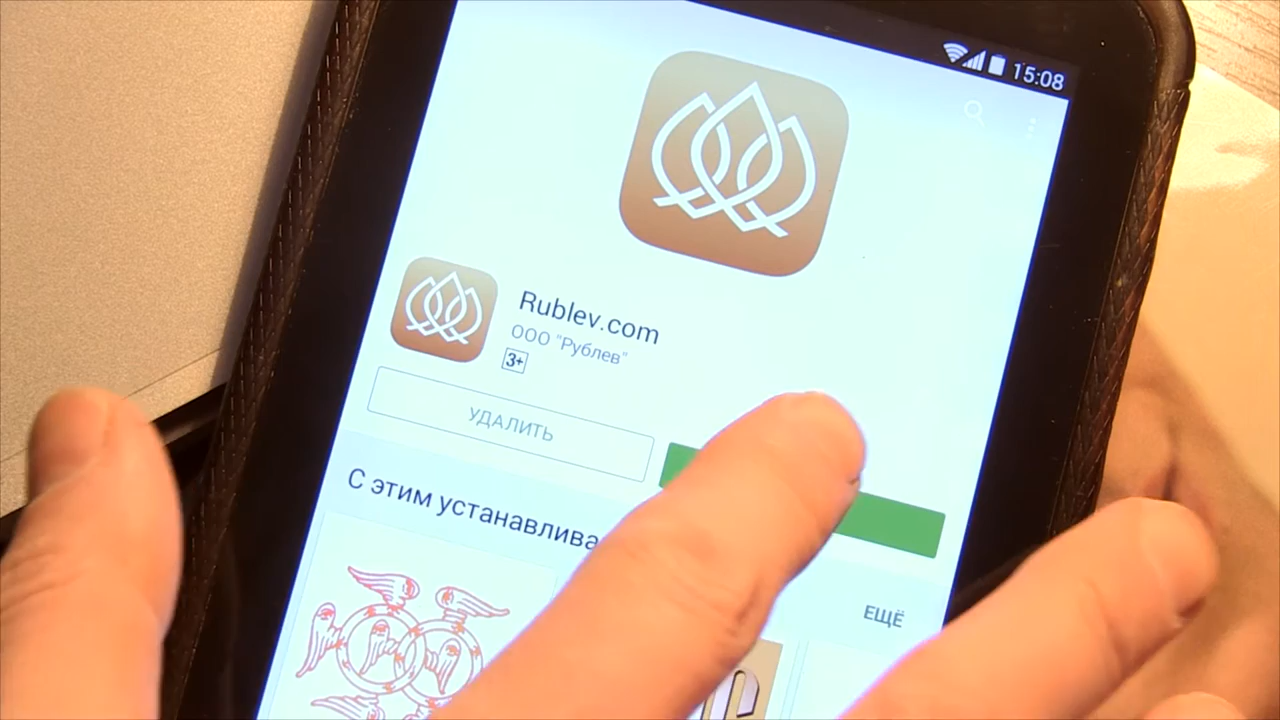 15:08
Rublev.com
ООО "Рублев"
3+
УДАЛИТЬ
С этим устанавлива
ЕЩЁ